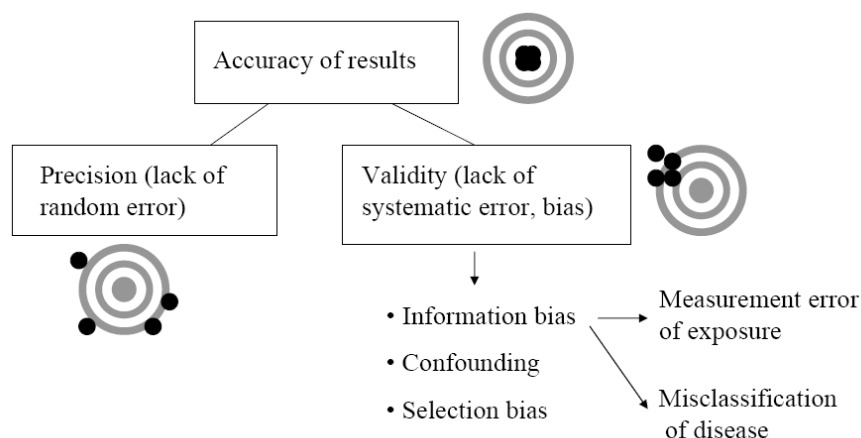 Accuracy of results
Precision (lack of
random error)
Validity (lack of
systematic error, bias)
• Information bias
• Confounding
• Selection bias
Measurement error
of exposure
Misclassification
of disease